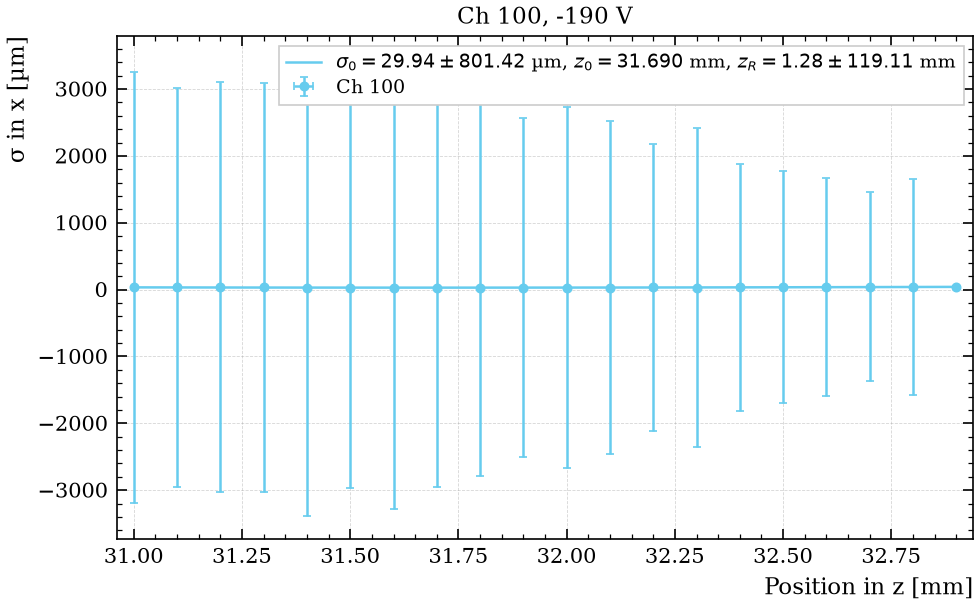 Ch 100, -190 V
σ in x [µm]
σ₀ = 29.94 ± 801.42 µm, z₀ = 31.690 mm, z_R = 1.28 ± 119.11 mm
Ch 100
3000
2000
1000
0
−1000
−2000
−3000
31.00 31.25 31.50 31.75 32.00 32.25 32.50 32.75
Position in z [mm]